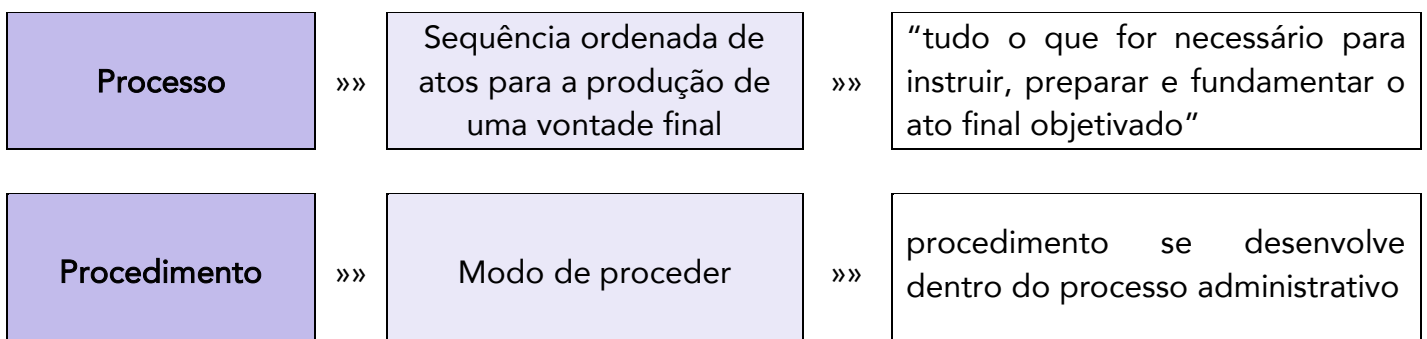 Processo
»»
Sequência ordenada de
atos para a produção de
uma vontade final
»»
“tudo o que for necessário para
instruir, preparar e fundamentar o
ato final objetivado”
Procedimento
»»
Modo de proceder
»»
procedimento se desenvolve
dentro do processo administrativo